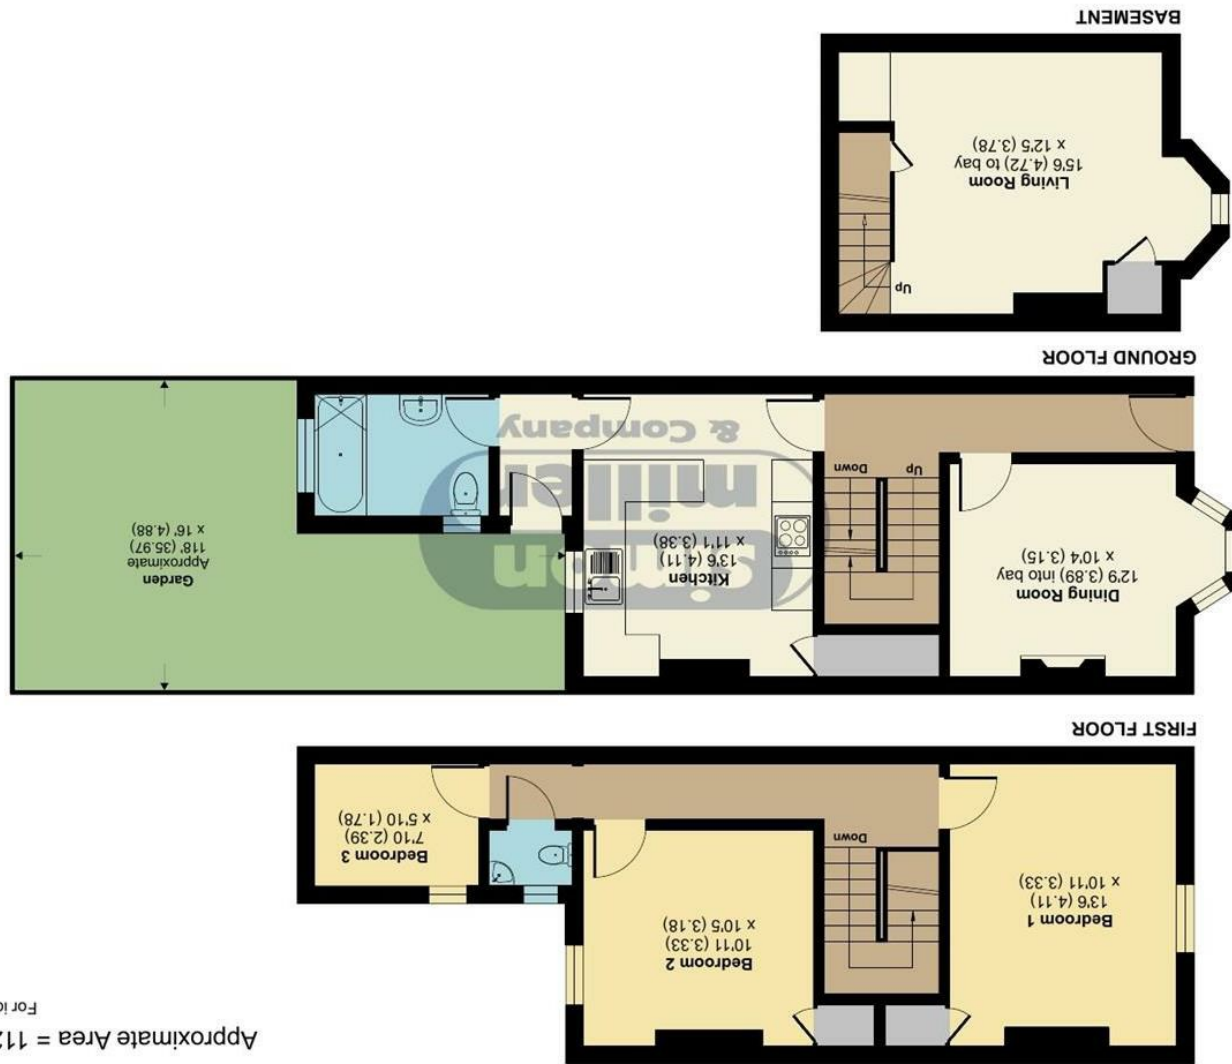 Approximate Area =
For
Bedroom 1
13'6 (4.11)
x 10'11 (3.33)
Down
Bedroom 2
10'11 (3.33)
x 10'5 (3.18)
Bedroom 3
7'10 (2.39)
x 5'10 (1.78)
FIRST FLOOR
Dining Room
12'9 (3.89) into bay
x 10'4 (3.15)
Up
Down
Kitchen
13'6 (4.11)
x 11'1 (3.38)
simon
miller
& Company
Garden
Approximate
118' (35.97)
x 16' (4.88)
GROUND FLOOR
Up
Living Room
15'6 (4.72) to bay
x 12'5 (3.78)
BASEMENT